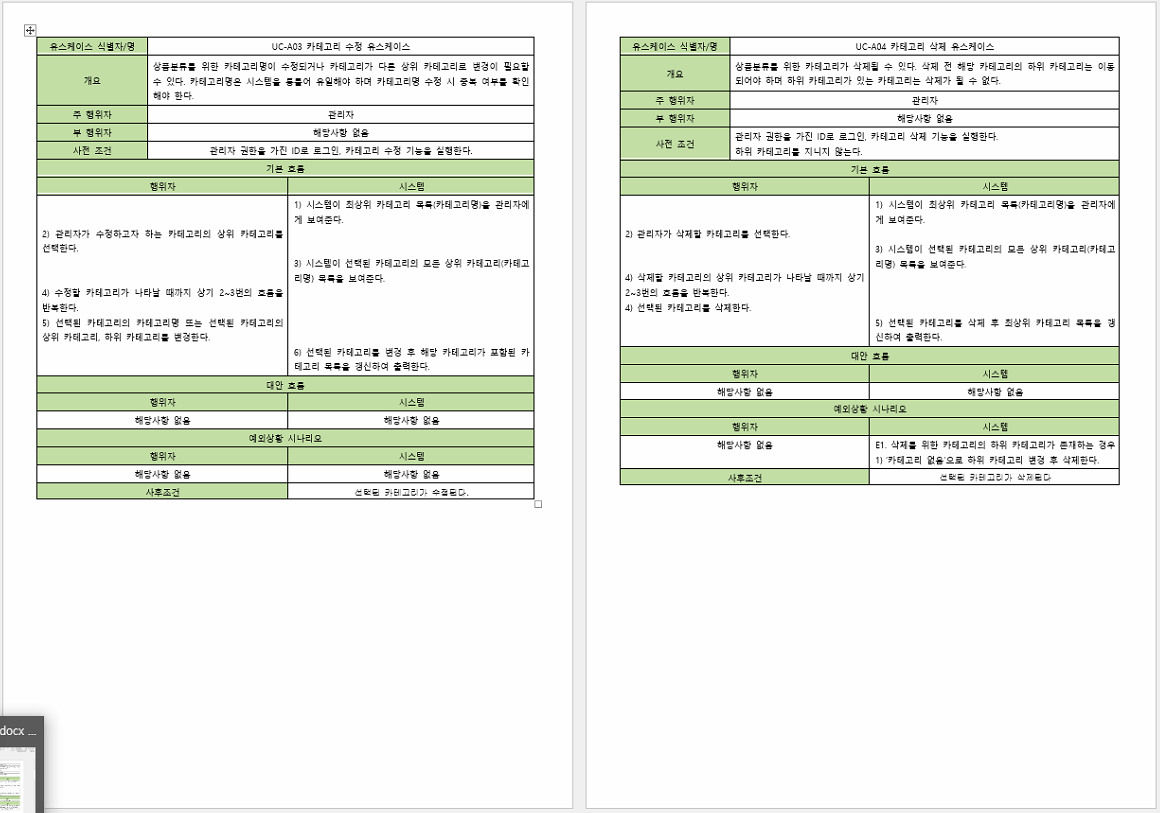 유스케이스 식별자/명
UC-A03 카테고리 수정 유스케이스
개요
상품분류를 위한 카테고리명이 수정되거나 카테고리가 다른 상위 카테고리로 변경이 필요할
수 있다. 카테고리명은 시스템을 통틀어 유일해야 하며 카테고리명 수정 시 중복 여부를 확인
해야 한다.
주 행위자
관리자
부 행위자
해당사항 없음
사전 조건
관리자 권한을 가진 ID로 로그인, 카테고리 수정 기능을 실행한다.
기본 흐름
행위자
시스템
1) 시스템이 최상위 카테고리 목록(카테고리명)을 관리자에
게 보여준다.
2) 관리자가 수정하고자 하는 카테고리의 상위 카테고리를
선택한다.
3) 시스템이 선택된 카테고리의 모든 상위 카테고리(카테고
리명) 목록을 보여준다.
4) 수정할 카테고리가 나타날 때까지 상기 2~3번의 흐름을
반복한다.
5) 선택된 카테고리의 카테고리명 또는 선택된 카테고리의
상위 카테고리, 하위 카테고리를 변경한다.
6) 선택된 카테고리를 변경 후 해당 카테고리가 포함된 카
테고리 목록을 갱신하여 출력한다.
대안 흐름
행위자
시스템
해당사항 없음
해당사항 없음
예외상황 시나리오
행위자
시스템
해당사항 없음
해당사항 없음
사후조건
선택된 카테고리가 수정된다.
유스케이스 식별자/명
UC-A04 카테고리 삭제 유스케이스
개요
상품분류를 위한 카테고리가 삭제될 수 있다. 삭제 전 해당 카테고리의 하위 카테고리는 이동
되어야 하며 하위 카테고리가 있는 카테고리는 삭제가 될 수 없다.
주 행위자
관리자
부 행위자
해당사항 없음
사전 조건
관리자 권한을 가진 ID로 로그인, 카테고리 삭제 기능을 실행한다.
하위 카테고리를 지니지 않는다.
기본 흐름
행위자
시스템
1) 시스템이 최상위 카테고리 목록(카테고리명)을 관리자에
게 보여준다.
2) 관리자가 삭제할 카테고리를 선택한다.
3) 시스템이 선택된 카테고리의 모든 상위 카테고리(카테고
리명) 목록을 보여준다.
4) 삭제할 카테고리의 상위 카테고리가 나타날 때까지 상기
2~3번의 흐름을 반복한다.
4) 선택된 카테고리를 삭제한다.
5) 선택된 카테고리를 삭제 후 최상위 카테고리 목록을 갱
신하여 출력한다.
대안 흐름
행위자
시스템
해당사항 없음
해당사항 없음
예외상황 시나리오
행위자
시스템
해당사항 없음
E1. 삭제를 위한 카테고리의 하위 카테고리가 존재하는 경우
1) '카테고리 없음'으로 하위 카테고리 변경 후 삭제한다.
사후조건
선택된 카테고리가 삭제된다
docx ...